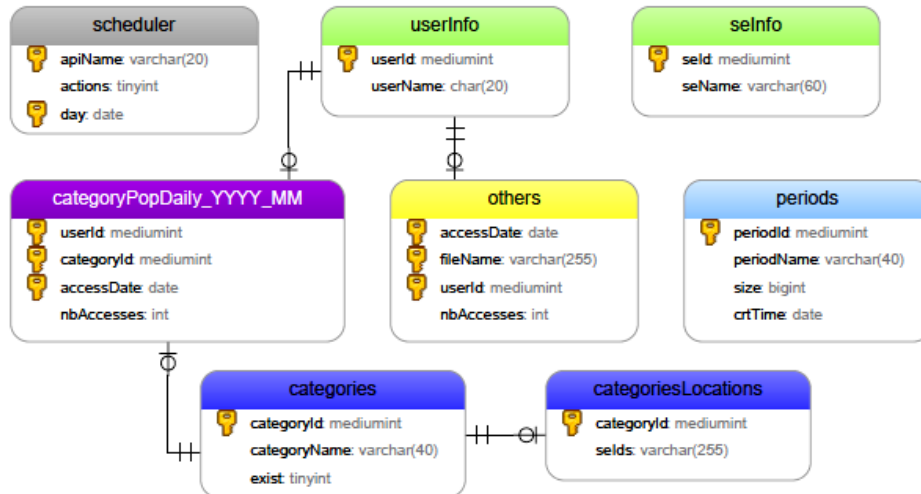 scheduler
apiName: varchar(20)
actions: tinyint
day: date
userInfo
userId: mediumint
userName: char(20)
seInfo
seId: mediumint
seName: varchar(60)
categoryPopDaily_YYYY_MM
userId: mediumint
categoryId: mediumint
accessDate: date
nbAccesses: int
others
accessDate: date
fileName: varchar(255)
userId: mediumint
nbAccesses: int
periods
periodId: mediumint
periodName: varchar(40)
size: bigint
crtTime: date
categories
categoryId: mediumint
categoryName: varchar(40)
exist: tinyint
categoriesLocations
categoryId: mediumint
seIds: varchar(255)